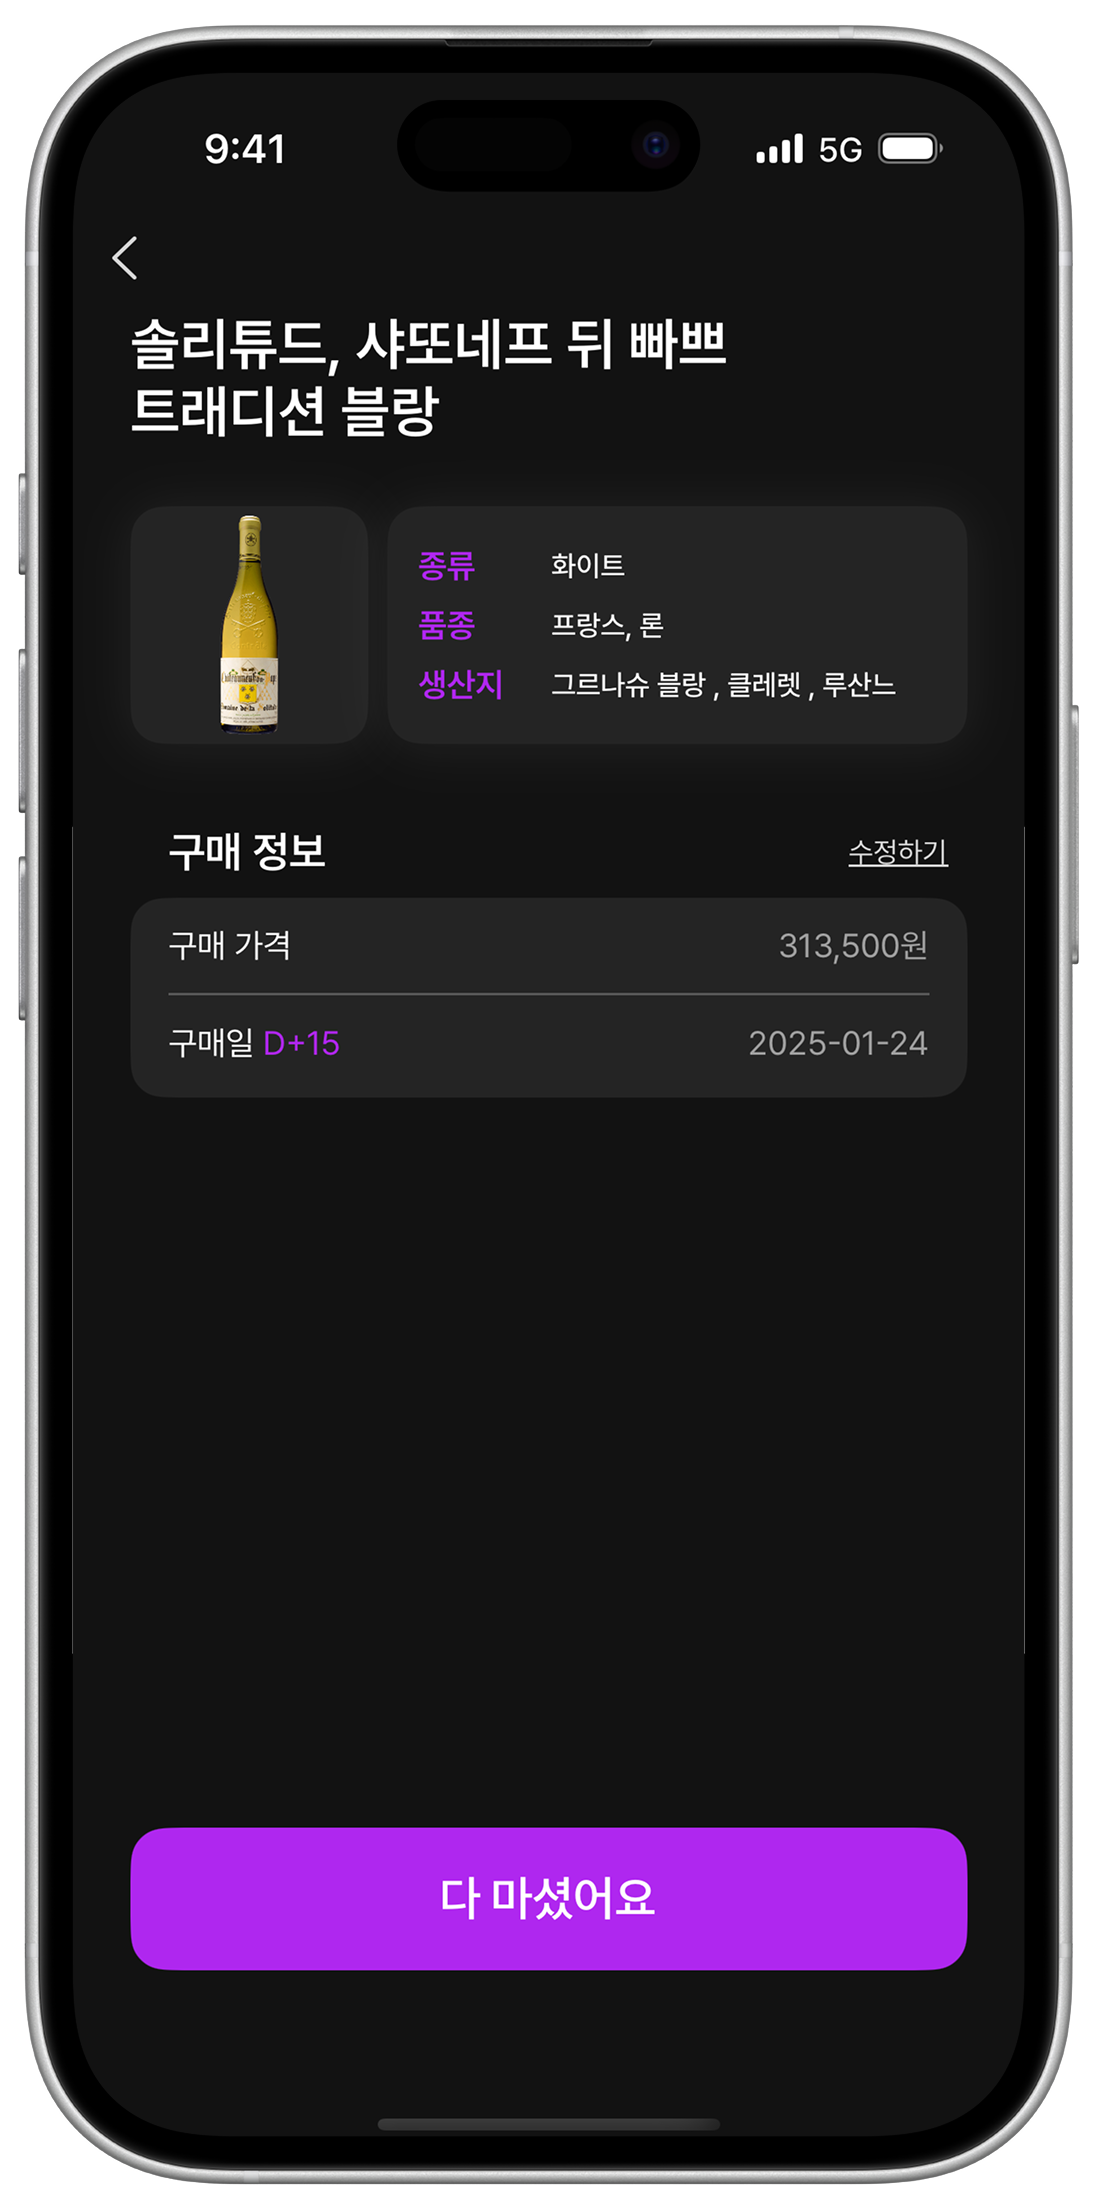 9:41
5G
솔리튜드, 샤또네프 뒤 빠쁘
트래디션 블랑
종류 화이트
품종 프랑스, 론
생산지 그르나슈 블랑 , 클레렛 , 루산느
구매 정보 수정하기
구매 가격 313,500원
구매일 D+15 2025-01-24
다 마셨어요